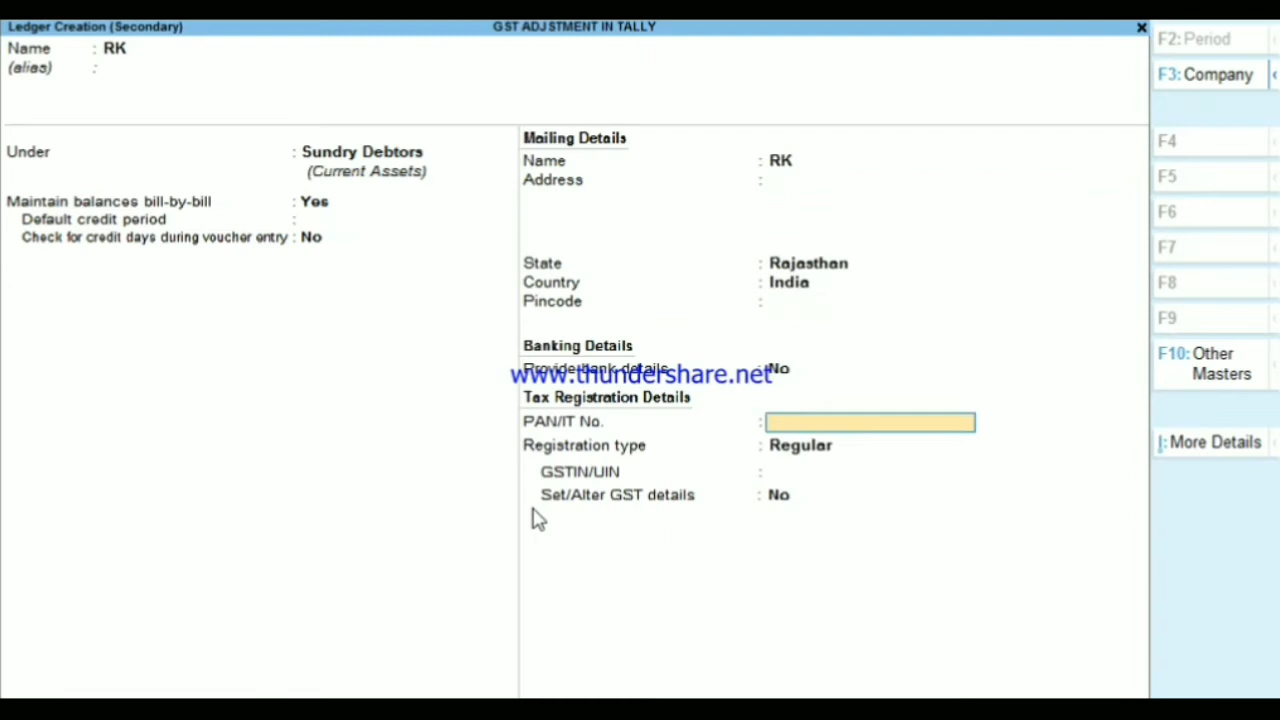 Ledger Creation (Secondary) GST ADJSTMENT IN TALLY x
Name : RK
(alias) :
Under : Sundry Debtors
(Current Assets)
Maintain balances bill-by-bill : Yes
Default credit period :
Check for credit days during voucher entry : No
Mailing Details
Name : RK
Address :
State : Rajasthan
Country : India
Pincode :
Banking Details
Provide bank details : No
www.thundershare.net
Tax Registration Details
PAN/IT No. :
Registration type : Regular
GSTIN/UIN :
Set/Alter GST details : No
F2: Period
F3: Company
F4
F5
F6
F7
F8
F9
F10: Other
Masters
I: More Details